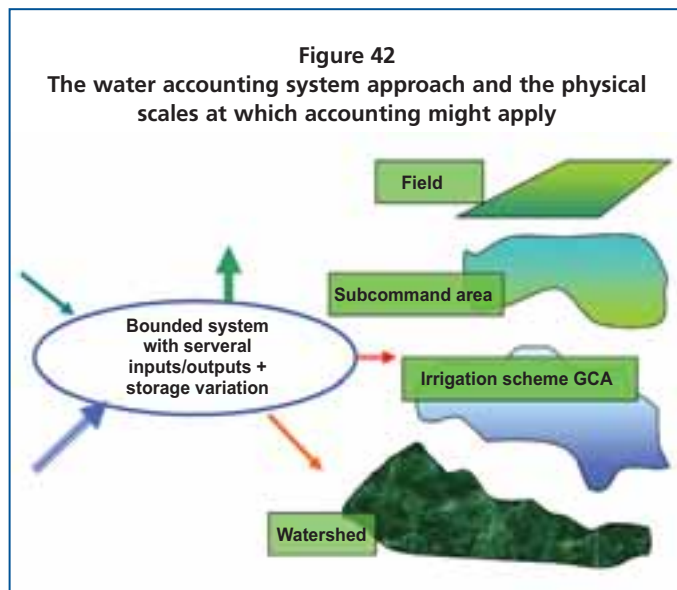 Figure 42
The water accounting system approach and the physical
scales at which accounting might apply
Field
Subcommand area
Bounded system
with serveral
inputs/outputs +
storage variation
Irrigation scheme GCA
Watershed